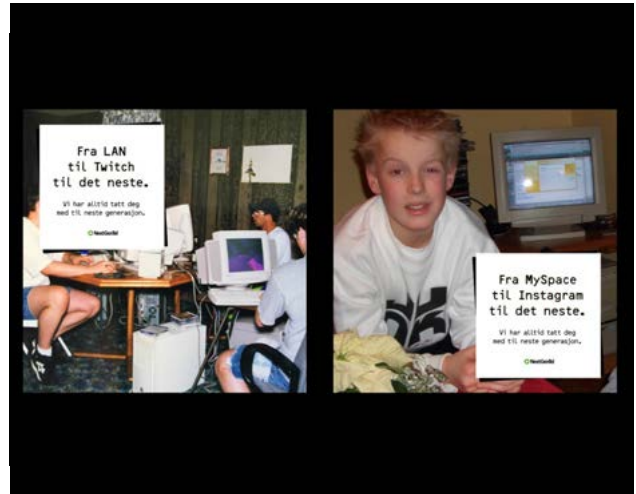 Fra LAN
til Twitch
til det neste.
Vi har alltid tatt deg
med til neste generasjon.
NextGenTel
Fra MySpace
til Instagram
til det neste.
Vi har alltid tatt deg
med til neste generasjon.
NextGenTel